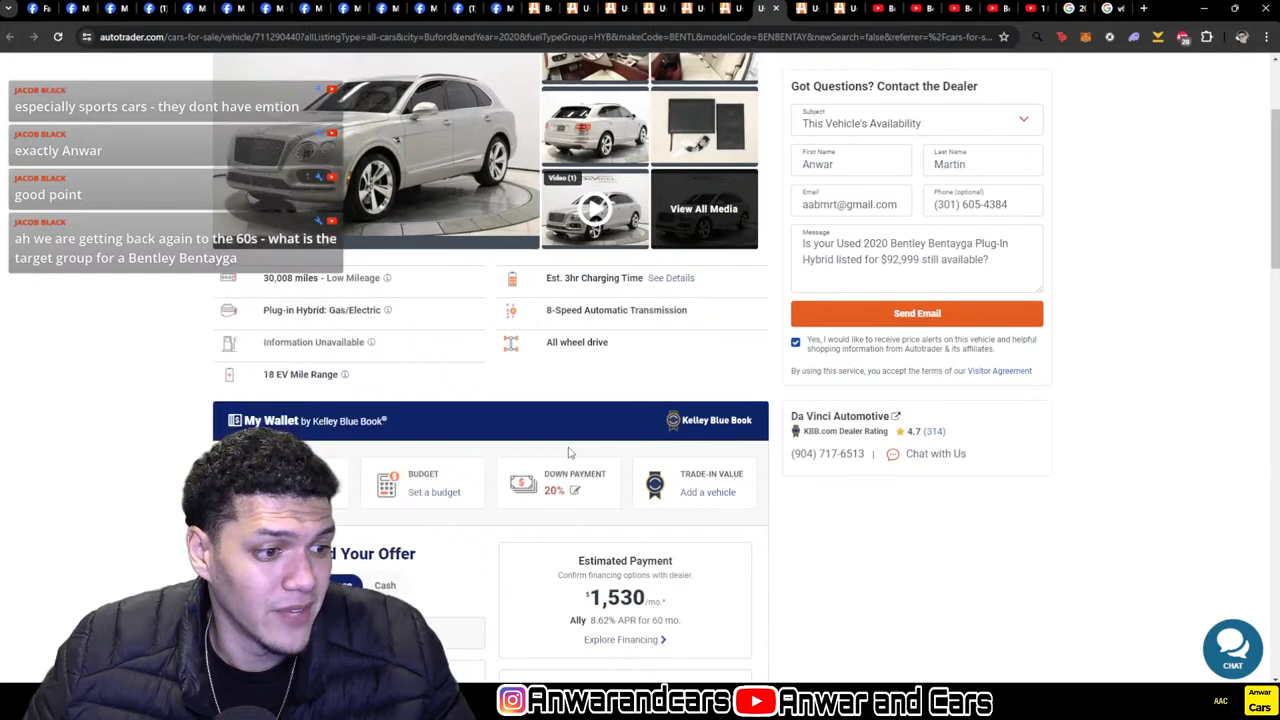 autotrader.com/cars-for-sale/vehicle/711290440?allListingType=all-cars&city=Buford&endYear=2020&fuelTypeGroup=HYB&makeCode=BENTL&modelCode=BENBENTAY&newSearch=false&referrer=%2Fcars-for-s...
JACOB BLACK
especially sports cars - they dont have emtion
JACOB BLACK
exactly Anwar
JACOB BLACK
good point
JACOB BLACK
ah we are getting back again to the 60s - what is the
target group for a Bentley Bentayga
Video (1)
View All Media
30,008 miles - Low Mileage
Est. 3hr Charging Time See Details
Plug-in Hybrid: Gas/Electric
8-Speed Automatic Transmission
Information Unavailable
All wheel drive
18 EV Mile Range
My Wallet by Kelley Blue Book®
Kelley Blue Book
BUDGET
Set a budget
DOWN PAYMENT
20%
TRADE-IN VALUE
Add a vehicle
d Your Offer
Cash
Estimated Payment
Confirm financing options with dealer.
$1,530/mo.*
Ally 8.62% APR for 60 mo.
Explore Financing
Got Questions? Contact the Dealer
Subject
This Vehicle's Availability
First Name
Anwar
Last Name
Martin
Email
aabmrt@gmail.com
Phone (optional)
(301) 605-4384
Message
Is your Used 2020 Bentley Bentayga Plug-In
Hybrid listed for $92,999 still available?
Send Email
Yes, I would like to receive price alerts on this vehicle and helpful
shopping information from Autotrader & its affiliates.
By using this service, you accept the terms of our Visitor Agreement
Da Vinci Automotive
KBB.com Dealer Rating 4.7 (314)
(904) 717-6513 | Chat with Us
CHAT
Anwarandcars
Anwar and Cars
AAC
Anwar
Cars